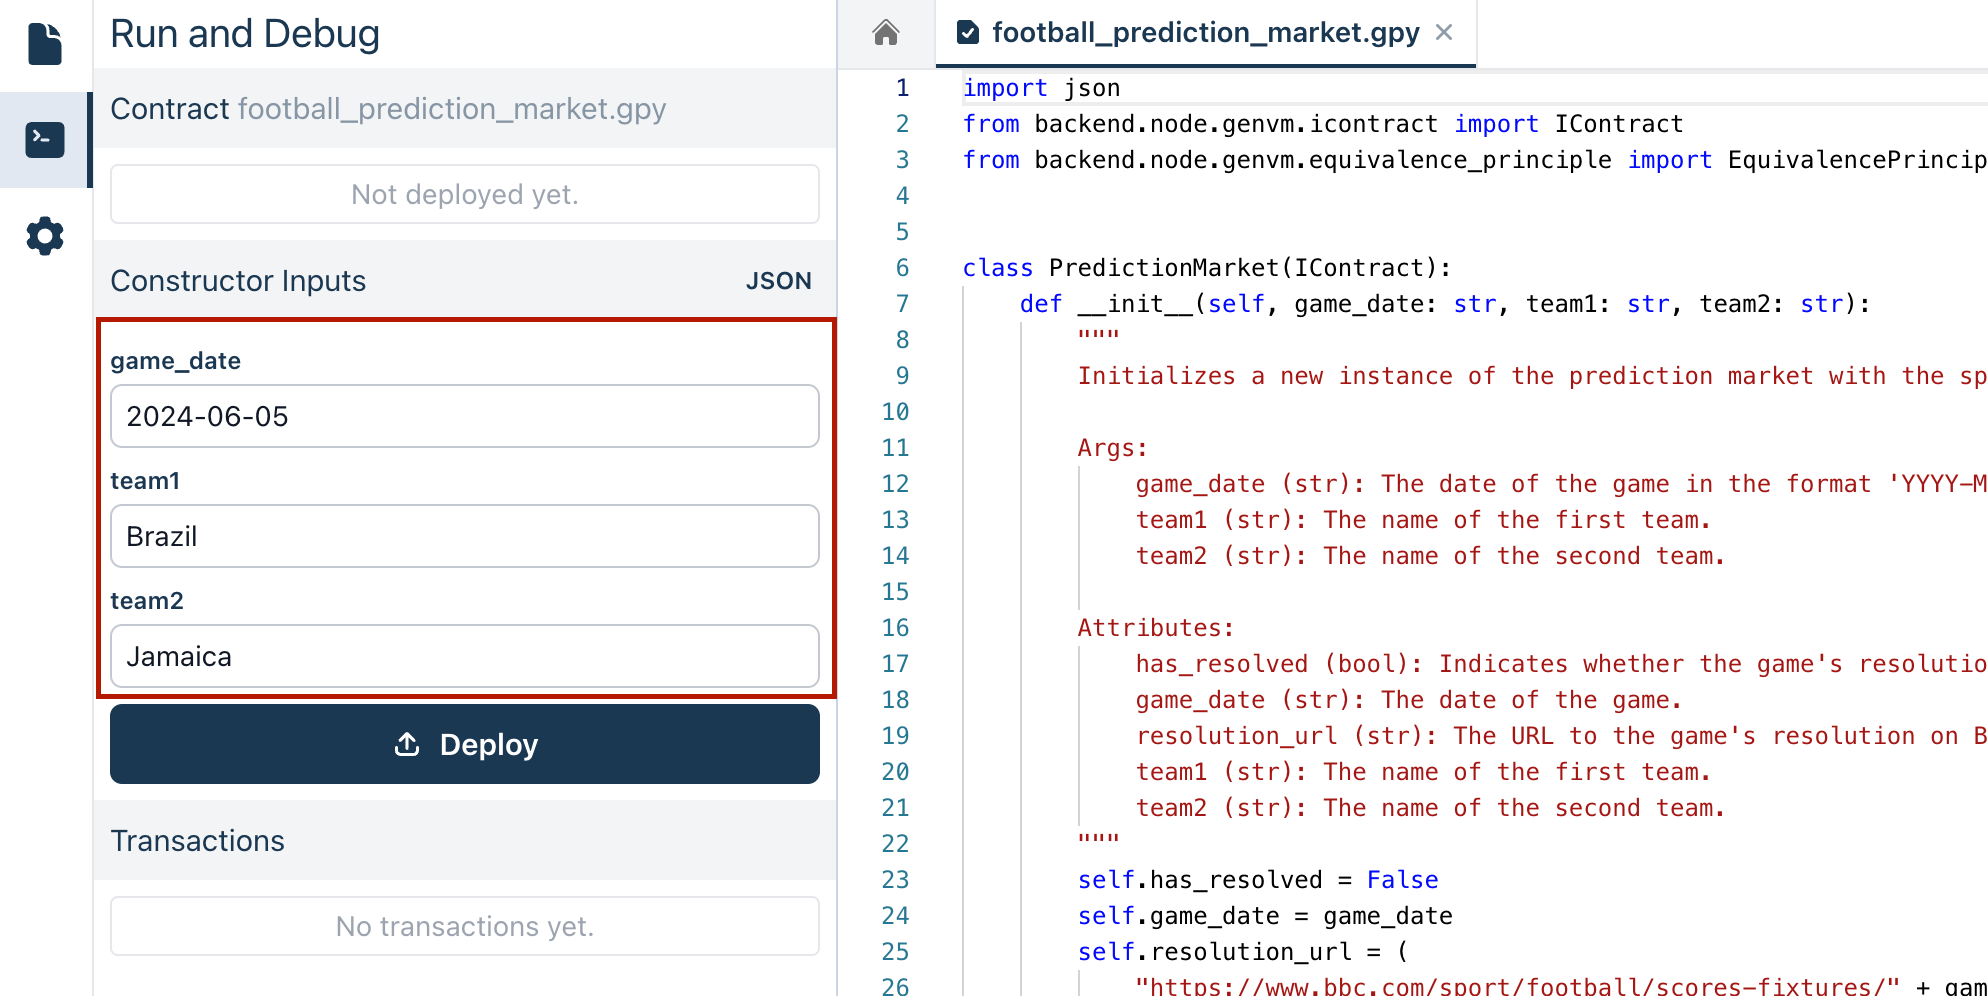 Run and Debug
Contract football_prediction_market.gpy
Not deployed yet.
Constructor Inputs JSON
game_date
2024-06-05
team1
Brazil
team2
Jamaica
Deploy
Transactions
No transactions yet.
football_prediction_market.gpy
1 import json
2 from backend.node.genvm.icontract import IContract
3 from backend.node.genvm.equivalence_principle import EquivalencePrincip
4
5
6 class PredictionMarket(IContract):
7 def __init__(self, game_date: str, team1: str, team2: str):
8 """
9 Initializes a new instance of the prediction market with the sp
10
11 Args:
12 game_date (str): The date of the game in the format 'YYYY-M
13 team1 (str): The name of the first team.
14 team2 (str): The name of the second team.
15
16 Attributes:
17 has_resolved (bool): Indicates whether the game's resolutio
18 game_date (str): The date of the game.
19 resolution_url (str): The URL to the game's resolution on B
20 team1 (str): The name of the first team.
21 team2 (str): The name of the second team.
22 """
23 self.has_resolved = False
24 self.game_date = game_date
25 self.resolution_url = (
26 "https://www.bbc.com/sport/football/scores-fixtures/" + gam